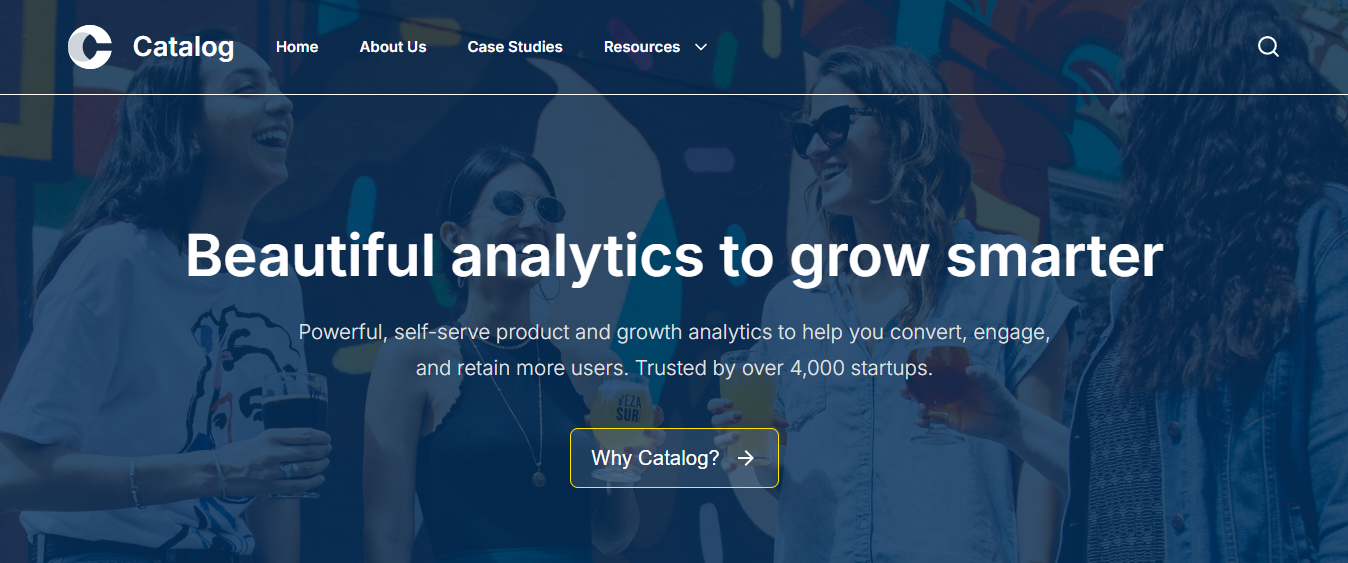 Catalog
Home
About Us
Case Studies
Resources
Beautiful analytics to grow smarter
Powerful, self-serve product and growth analytics to help you convert, engage,
and retain more users. Trusted by over 4,000 startups.
VEZA
SUR
Why Catalog?